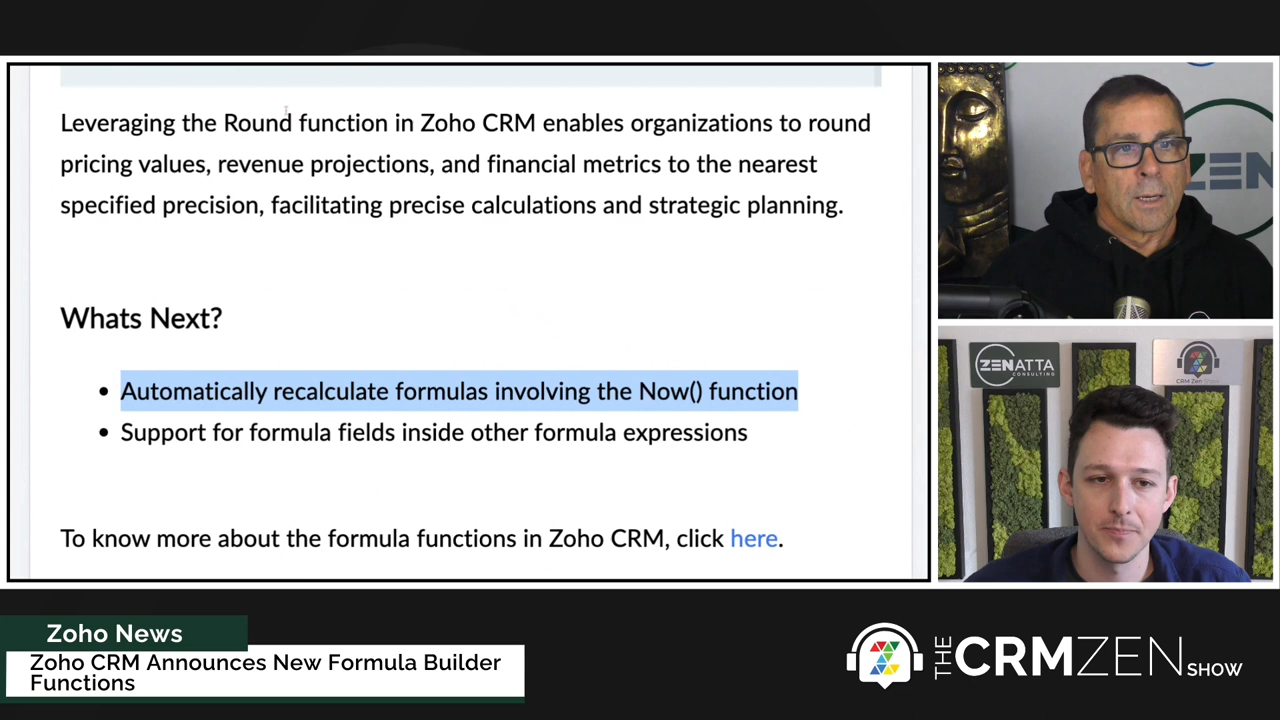 Leveraging the Round function in Zoho CRM enables organizations to round
pricing values, revenue projections, and financial metrics to the nearest
specified precision, facilitating precise calculations and strategic planning.
Whats Next?
• Automatically recalculate formulas involving the Now() function
• Support for formula fields inside other formula expressions
To know more about the formula functions in Zoho CRM, click here.
ZEN
ZENATTA
CONSULTING
CRM Zen Show
Zoho News
Zoho CRM Announces New Formula Builder
Functions
THE CRMZEN SHOW